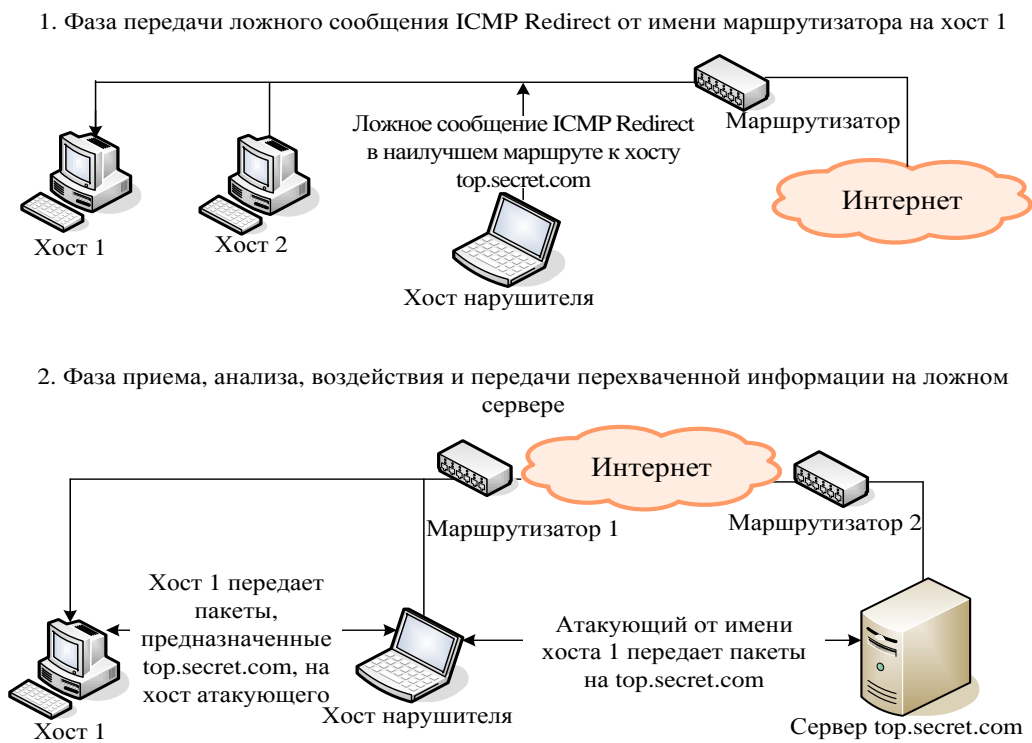 1. Фаза передачи ложного сообщения ICMP Redirect от имени маршрутизатора на хост 1
Маршрутизатор
Ложное сообщение ICMP Redirect
в наилучшем маршруте к хосту
top.secret.com
Интернет
Хост 1
Хост 2
Хост нарушителя
2. Фаза приема, анализа, воздействия и передачи перехваченной информации на ложном
сервере
Интернет
Маршрутизатор 1
Маршрутизатор 2
Хост 1 передает
пакеты,
предназначенные
top.secret.com, на
хост атакующего
Атакующий от имени
хоста 1 передает пакеты
на top.secret.com
Хост 1
Хост нарушителя
Сервер top.secret.com